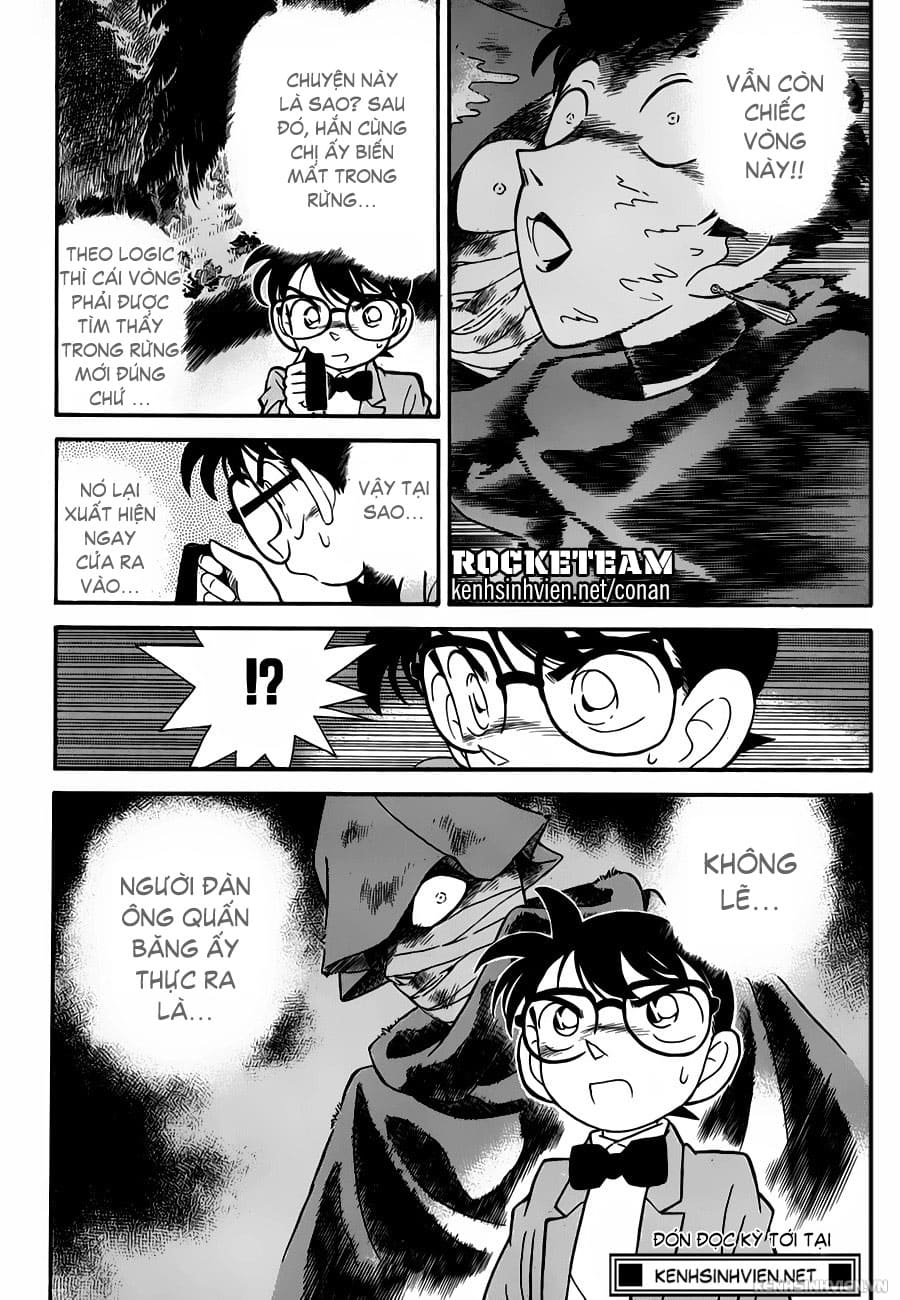 VẪN CÒN
CHIẾC
VÒNG
NÀY!!
CHUYỆN NÀY
LÀ SAO? SAU
ĐÓ, HẮN CÙNG
CHỊ ẤY BIẾN
MẤT TRONG
RỪNG...
THEO LOGIC
THÌ CÁI VÒNG
PHẢI ĐƯỢC
TÌM THẤY
TRONG RỪNG
MỚI ĐÚNG
CHỨ ...
VẬY TẠI
SAO...
NÓ LẠI
XUẤT HIỆN
NGAY
CỬA RA
VÀO...
ROCKETEAM
kenhsinhvien.net/conan
!?
KHÔNG
LẼ...
NGƯỜI ĐÀN
ÔNG QUẤN
BĂNG ẤY
THỰC RA
LÀ...
ĐÓN ĐỌC KỲ TỚI TẠI
KENHSINHVIEN.NET
KENHSINHVIEN.VN